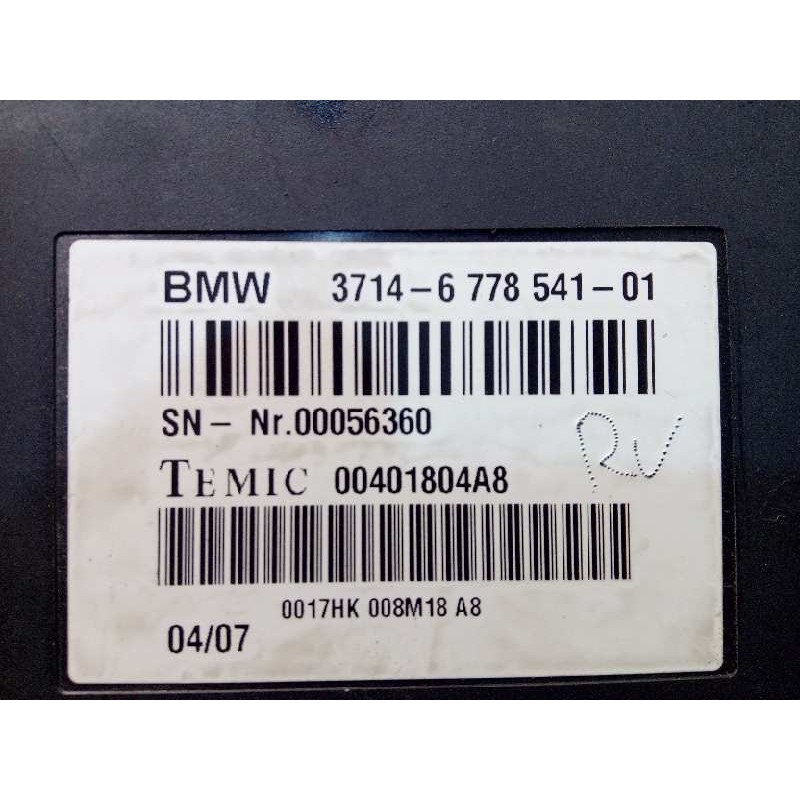 BMW 3714-6 778 541-01
SN- Nr.00056360
RV
TEMIC 00401804A8
0017HK 008M18 A8
04/07